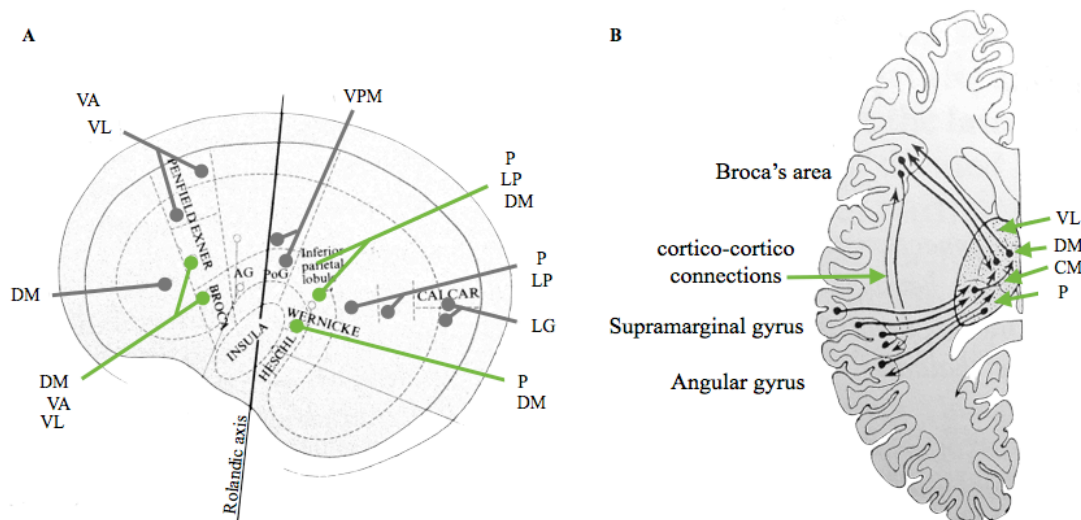 A
VA
VL
VPM
P
LP
DM
PENFIELD
EXNER
AG
PoG
Inferior
parietal
lobule
P
LP
DM
BROCA
INSULA
HESCHL
WERNICKE
CALCAR
LG
DM
VA
VL
P
DM
Rolandic axis
B
Broca's area
cortico-cortico
connections
Supramarginal gyrus
Angular gyrus
VL
DM
CM
P